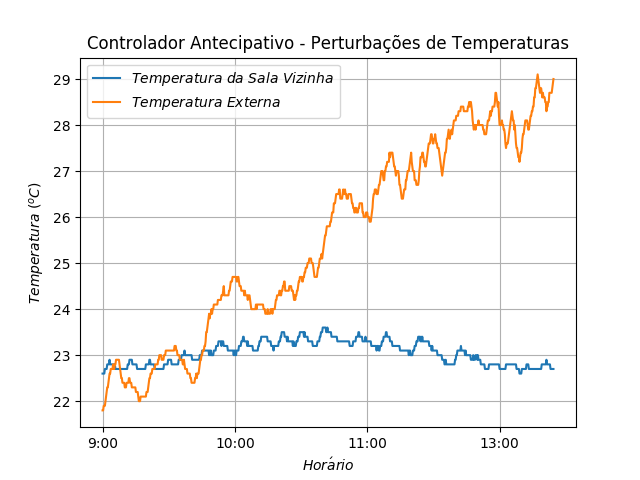 Controlador Antecipativo - Perturbações de Temperaturas
Temperatura da Sala Vizinha
Temperatura Externa
Temperatura (ºC)
29
28
27
26
25
24
23
22
9:00 10:00 11:00 13:00
Horário